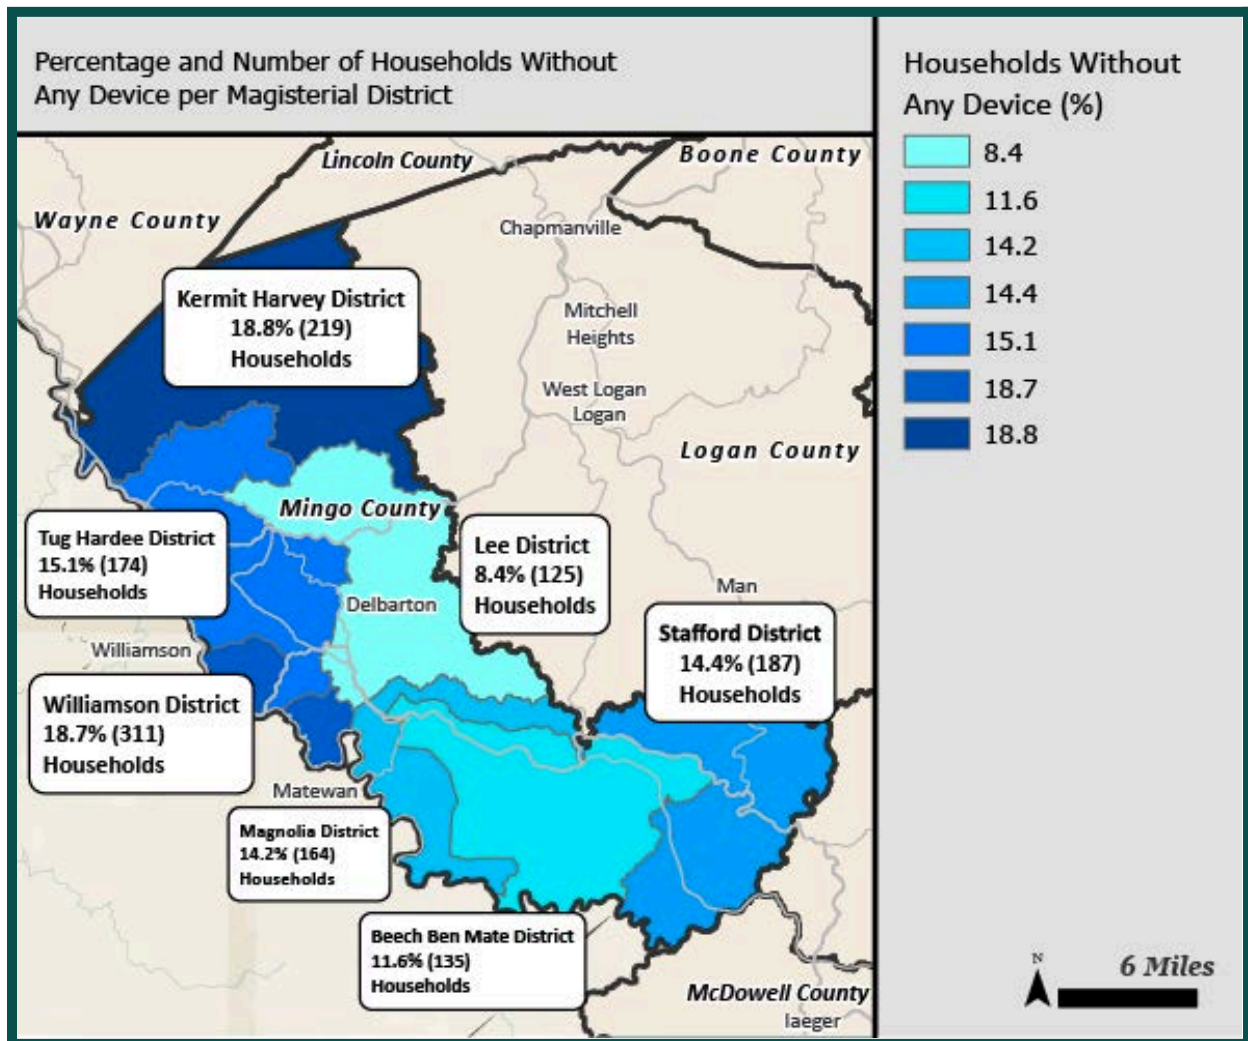 Percentage and Number of Households Without
Any Device per Magisterial District
Households Without
Any Device (%)
8.4
11.6
14.2
14.4
15.1
18.7
18.8
Lincoln County
Boone County
Wayne County
Chapmanville
Kermit Harvey District
18.8% (219)
Households
Mitchell
Heights
West Logan
Logan
Logan County
Mingo County
Tug Hardee District
15.1% (174)
Households
Lee District
8.4% (125)
Households
Man
Delbarton
Stafford District
14.4% (187)
Households
Williamson
Williamson District
18.7% (311)
Households
Matewan
Magnolia District
14.2% (164)
Households
Beech Ben Mate District
11.6% (135)
Households
McDowell County
Iaeger
N
6 Miles